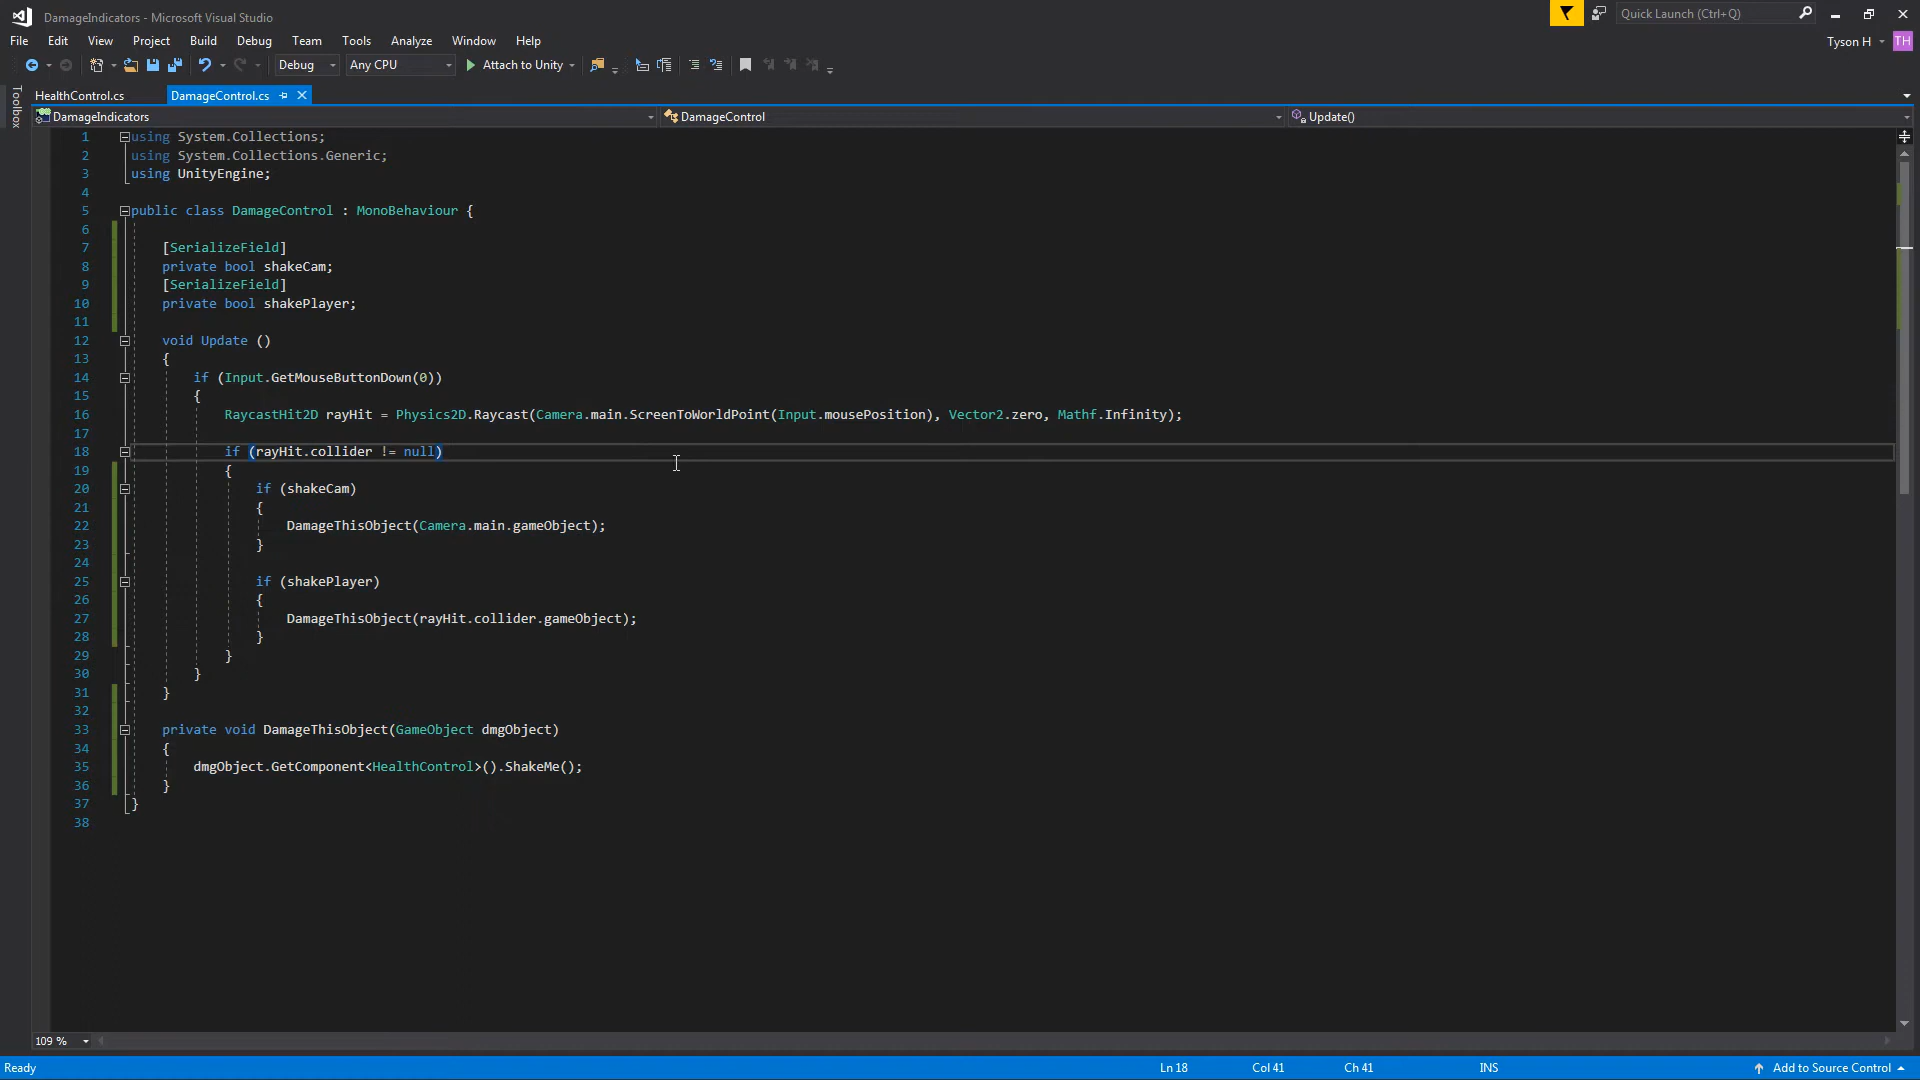 DamageIndicators - Microsoft Visual Studio
Quick Launch (Ctrl+Q)
File Edit View Project Build Debug Team Tools Analyze Window Help
Tyson H
TH
Debug Any CPU Attach to Unity
Toolbox
HealthControl.cs DamageControl.cs
DamageIndicators DamageControl Update()
1 using System.Collections;
2 using System.Collections.Generic;
3 using UnityEngine;
4
5 public class DamageControl : MonoBehaviour {
6
7 [SerializeField]
8 private bool shakeCam;
9 [SerializeField]
10 private bool shakePlayer;
11
12 void Update ()
13 {
14 if (Input.GetMouseButtonDown(0))
15 {
16 RaycastHit2D rayHit = Physics2D.Raycast(Camera.main.ScreenToWorldPoint(Input.mousePosition), Vector2.zero, Mathf.Infinity);
17
18 if (rayHit.collider != null)
19 {
20 if (shakeCam)
21 {
22 DamageThisObject(Camera.main.gameObject);
23 }
24
25 if (shakePlayer)
26 {
27 DamageThisObject(rayHit.collider.gameObject);
28 }
29 }
30 }
31 }
32
33 private void DamageThisObject(GameObject dmgObject)
34 {
35 dmgObject.GetComponent<HealthControl>().ShakeMe();
36 }
37 }
38
109 %
Ready Ln 18 Col 41 Ch 41 INS Add to Source Control